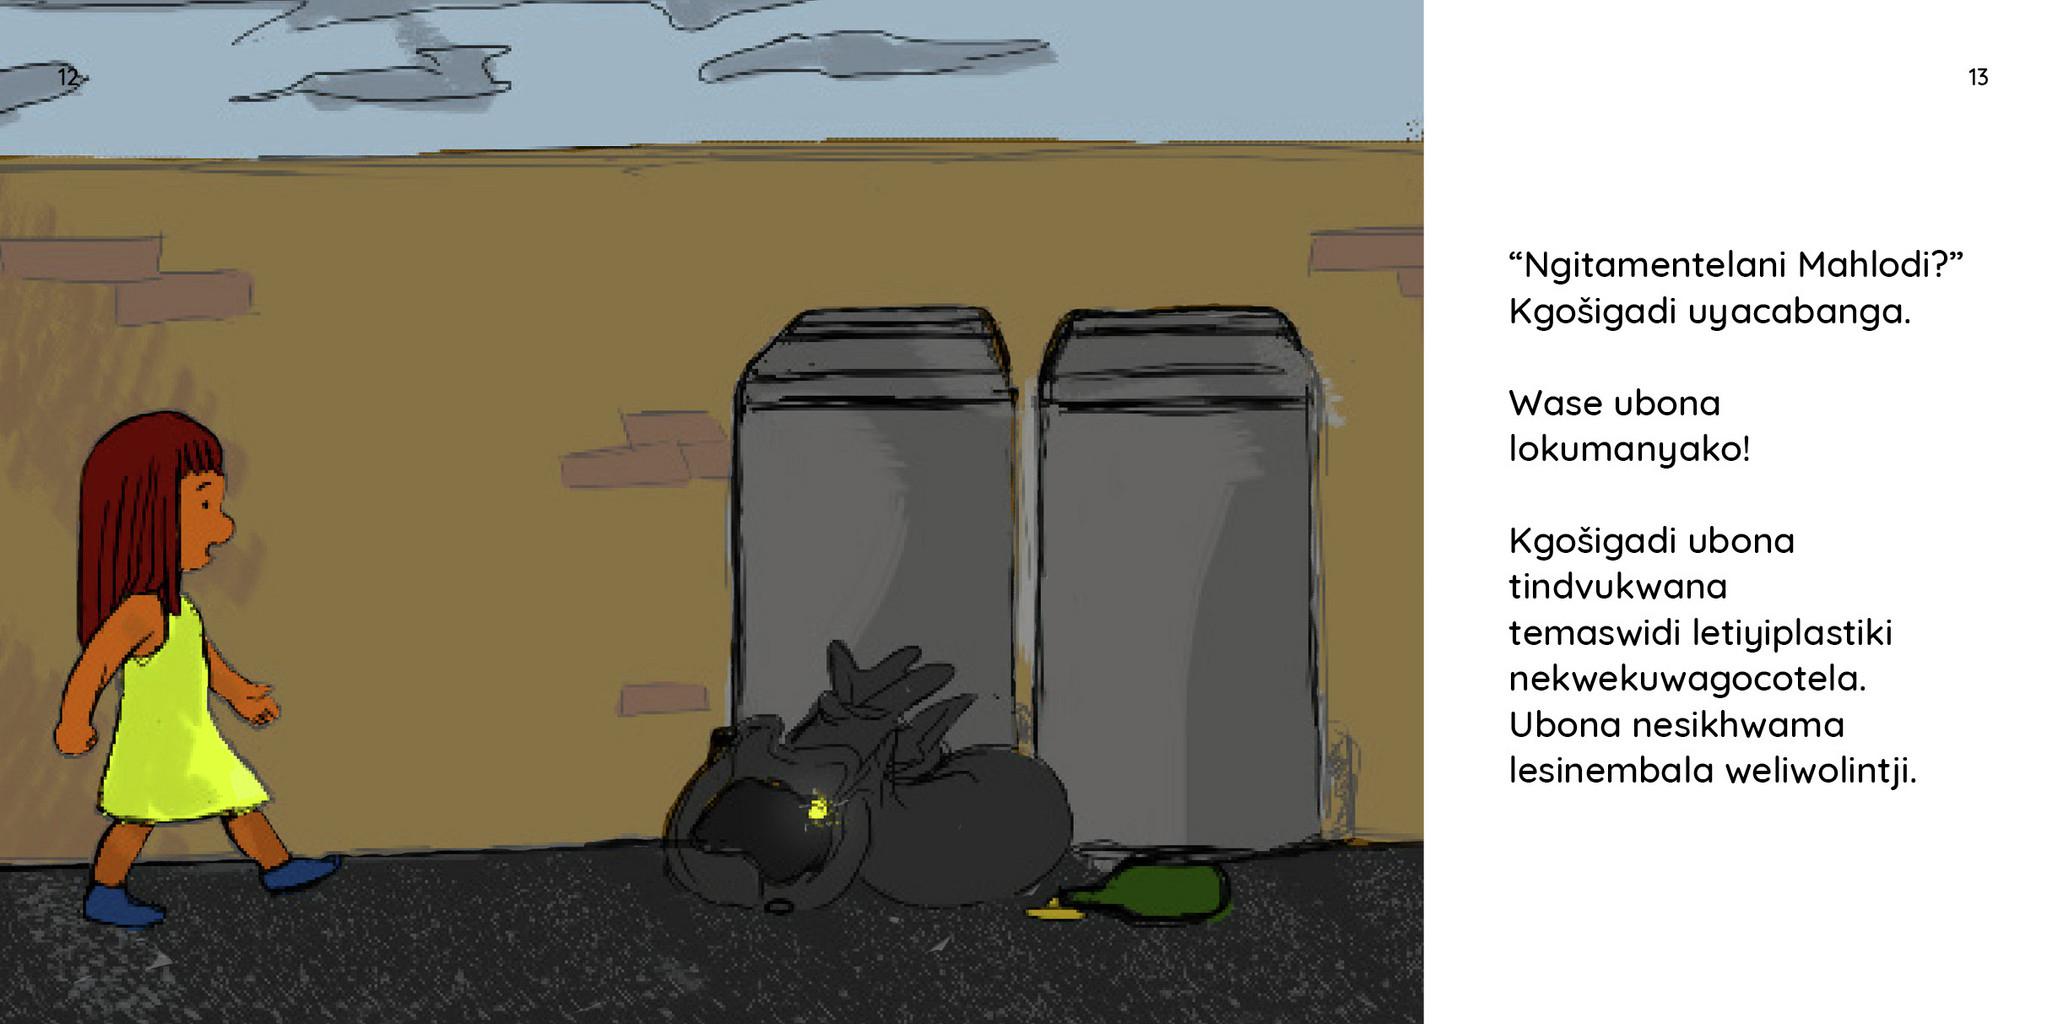 12
13
“Ngitamentelani Mahlodi?”
Kgošigadi uyacabanga.
Wase ubona
lokumanyako!
Kgošigadi ubona
tindvukwana
temaswidi letiyiplastiki
nekwekuwagocotela.
Ubona nesikhwama
lesinembala weliwolintji.